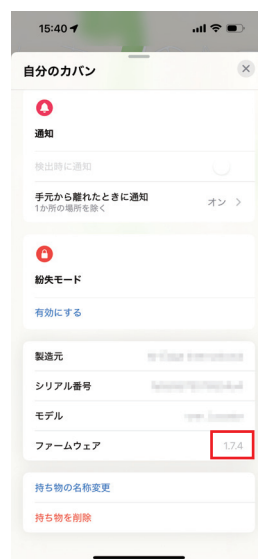 15:40
自分のカバン
通知
検出時に通知
手元から離れたときに通知
1か所の場所を除く
オン
紛失モード
有効にする
製造元
シリアル番号
モデル
ファームウェア 1.7.4
持ち物の名称変更
持ち物を削除